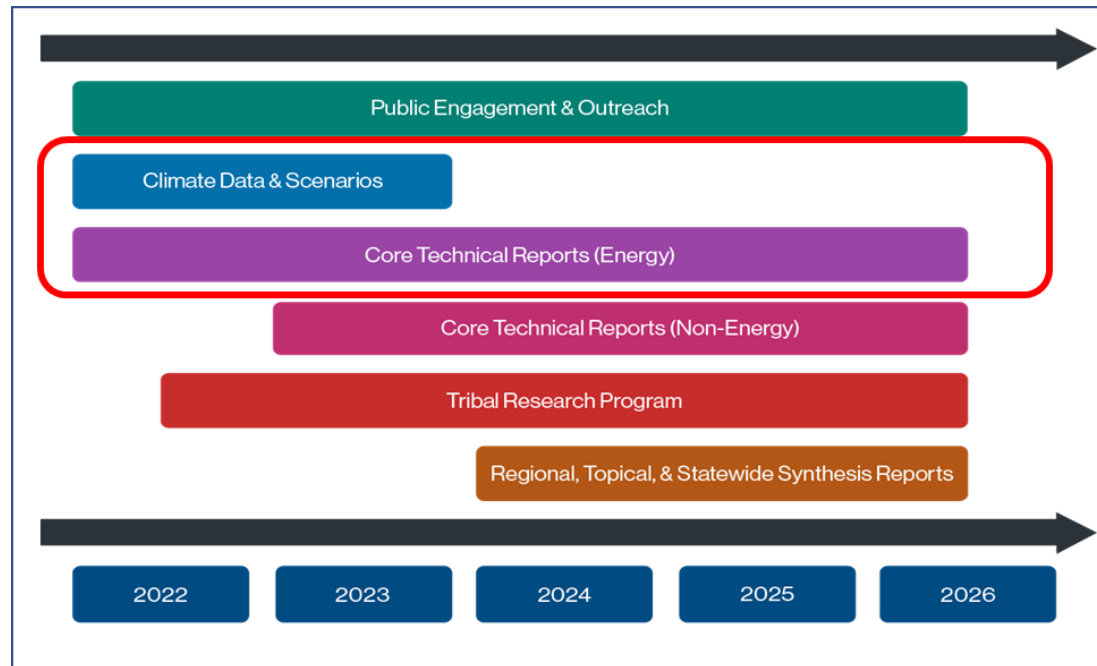 Public Engagement & Outreach
Climate Data & Scenarios
Core Technical Reports (Energy)
Core Technical Reports (Non-Energy)
Tribal Research Program
Regional, Topical, & Statewide Synthesis Reports
2022
2023
2024
2025
2026